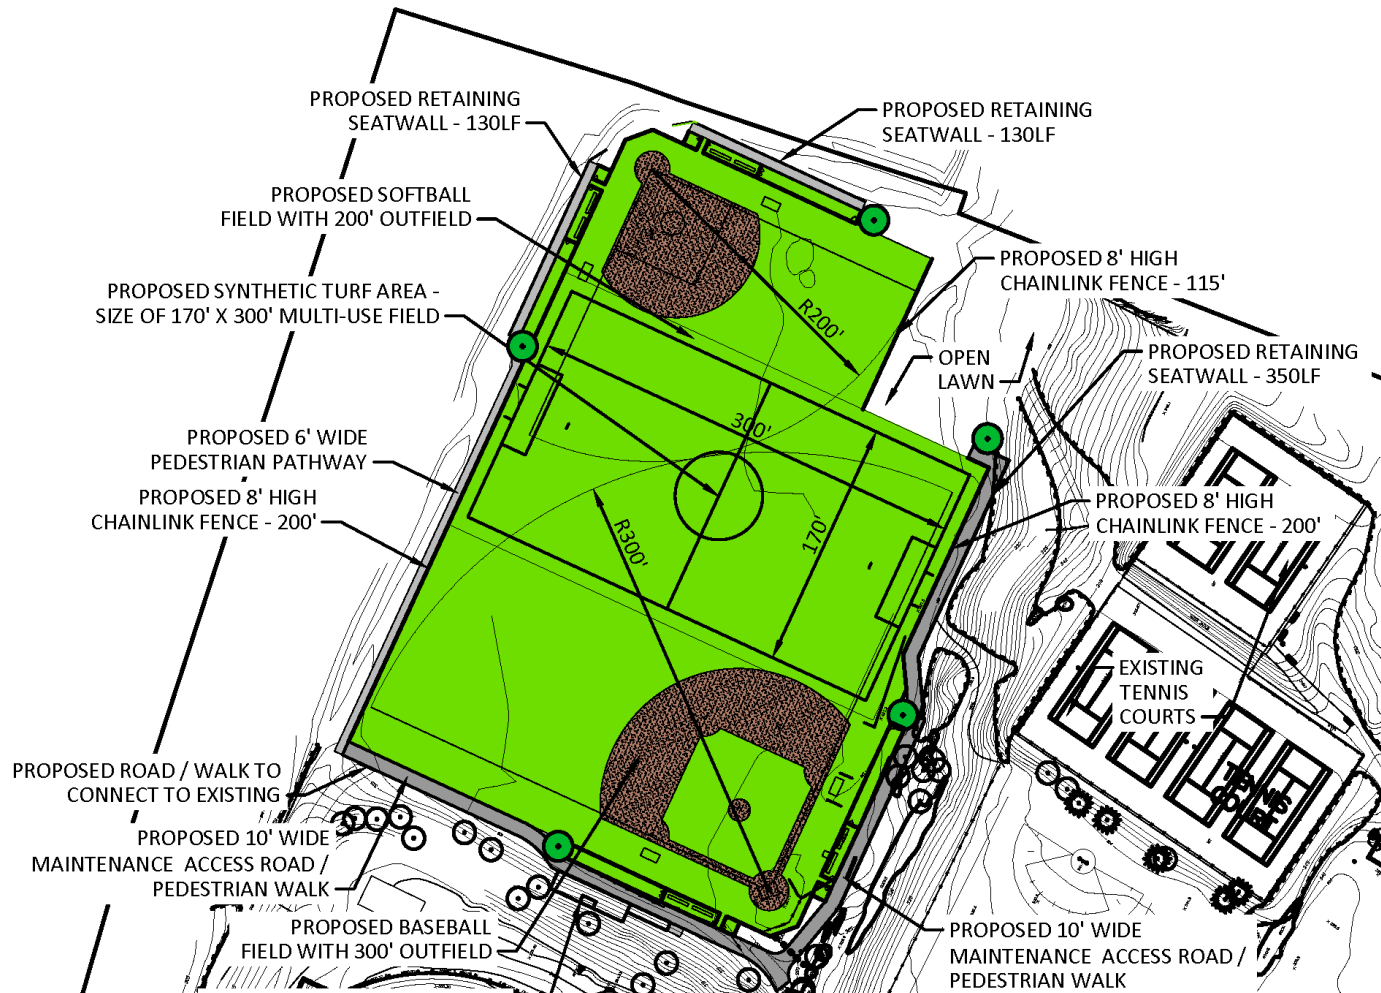 PROPOSED RETAINING
SEATWALL - 130LF
PROPOSED RETAINING
SEATWALL - 130LF
PROPOSED SOFTBALL
FIELD WITH 200' OUTFIELD
PROPOSED 8' HIGH
CHAINLINK FENCE - 115'
PROPOSED SYNTHETIC TURF AREA -
SIZE OF 170' X 300' MULTI-USE FIELD
R200'
OPEN
LAWN
PROPOSED RETAINING
SEATWALL - 350LF
300'
PROPOSED 6' WIDE
PEDESTRIAN PATHWAY
PROPOSED 8' HIGH
CHAINLINK FENCE - 200'
PROPOSED 8' HIGH
CHAINLINK FENCE - 200'
R300'
170'
EXISTING
TENNIS
COURTS
PROPOSED ROAD / WALK TO
CONNECT TO EXISTING
PROPOSED 10' WIDE
MAINTENANCE ACCESS ROAD /
PEDESTRIAN WALK
PROPOSED BASEBALL
FIELD WITH 300' OUTFIELD
PROPOSED 10' WIDE
MAINTENANCE ACCESS ROAD /
PEDESTRIAN WALK